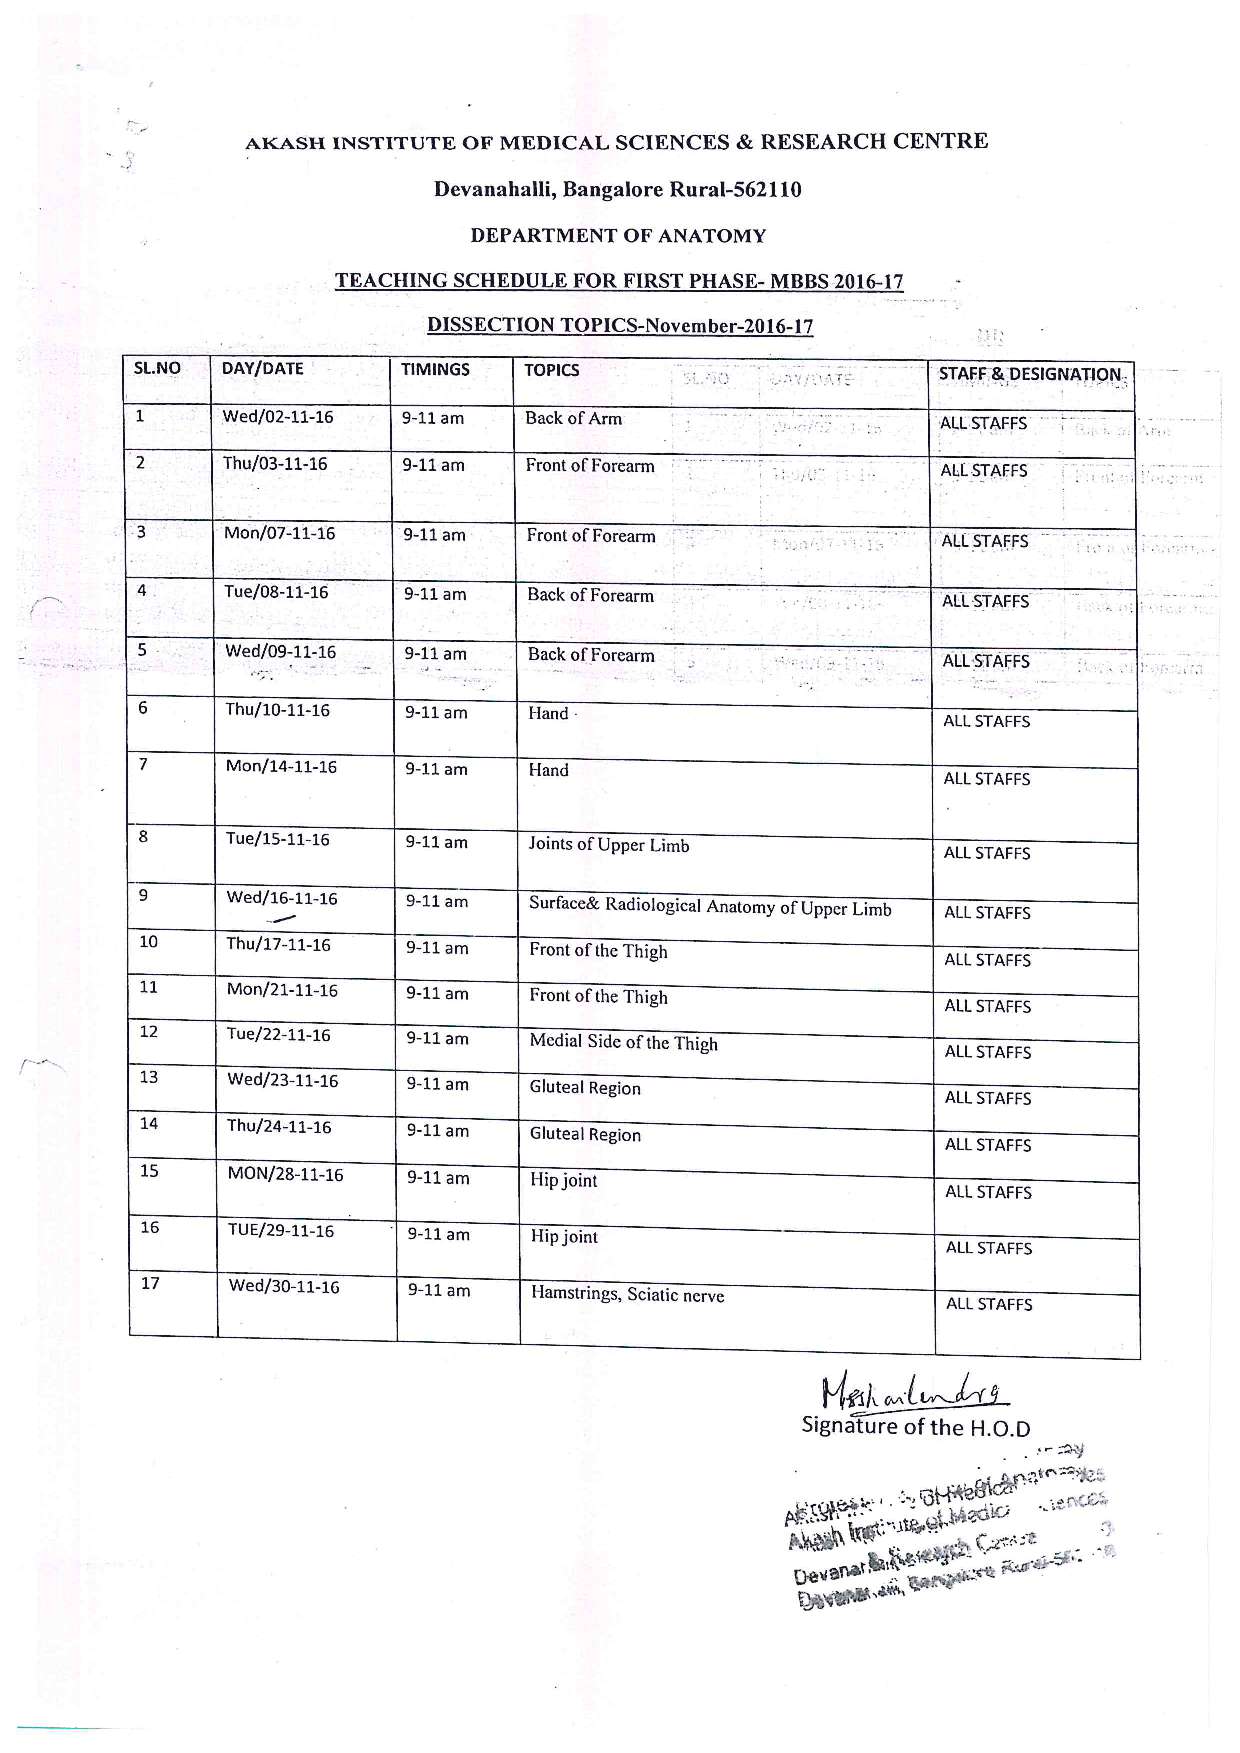 AKASH INSTITUTE OF MEDICAL SCIENCES & RESEARCH CENTRE
Devanahalli, Bangalore Rural-562110
DEPARTMENT OF ANATOMY
TEACHING SCHEDULE FOR FIRST PHASE- MBBS 2016-17
DISSECTION TOPICS-November-2016-17
SL.NO DAY/DATE TIMINGS TOPICS STAFF & DESIGNATION
1 Wed/02-11-16 9-11 am Back of Arm ALL STAFFS
2 Thu/03-11-16 9-11 am Front of Forearm ALL STAFFS
3 Mon/07-11-16 9-11 am Front of Forearm ALL STAFFS
4 Tue/08-11-16 9-11 am Back of Forearm ALL STAFFS
5 Wed/09-11-16 9-11 am Back of Forearm ALL STAFFS
6 Thu/10-11-16 9-11 am Hand ALL STAFFS
7 Mon/14-11-16 9-11 am Hand ALL STAFFS
8 Tue/15-11-16 9-11 am Joints of Upper Limb ALL STAFFS
9 Wed/16-11-16 9-11 am Surface& Radiological Anatomy of Upper Limb ALL STAFFS
10 Thu/17-11-16 9-11 am Front of the Thigh ALL STAFFS
11 Mon/21-11-16 9-11 am Front of the Thigh ALL STAFFS
12 Tue/22-11-16 9-11 am Medial Side of the Thigh ALL STAFFS
13 Wed/23-11-16 9-11 am Gluteal Region ALL STAFFS
14 Thu/24-11-16 9-11 am Gluteal Region ALL STAFFS
15 MON/28-11-16 9-11 am Hip joint ALL STAFFS
16 TUE/29-11-16 9-11 am Hip joint ALL STAFFS
17 Wed/30-11-16 9-11 am Hamstrings, Sciatic nerve ALL STAFFS
Signature of the H.O.D
Akash Institute of Medic